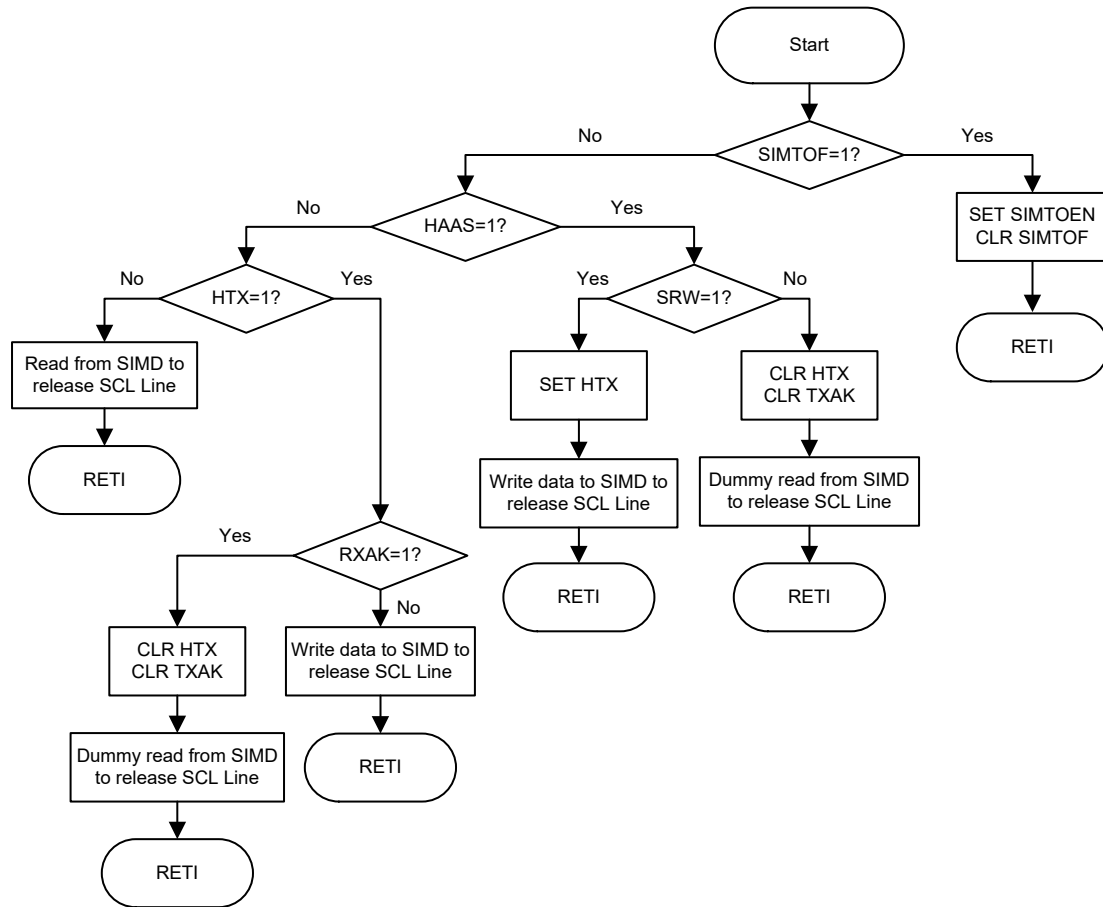 Start
No
Yes
SIMTOF=1?
No
HAAS=1?
Yes
SET SIMTOEN
CLR SIMTOF
No
HTX=1?
Yes
Yes
SRW=1?
No
RETI
Read from SIMD to
release SCL Line
SET HTX
CLR HTX
CLR TXAK
RETI
Write data to SIMD to
release SCL Line
Dummy read from SIMD
to release SCL Line
Yes
RXAK=1?
No
RETI
RETI
CLR HTX
CLR TXAK
Write data to SIMD to
release SCL Line
Dummy read from SIMD
to release SCL Line
RETI
RETI